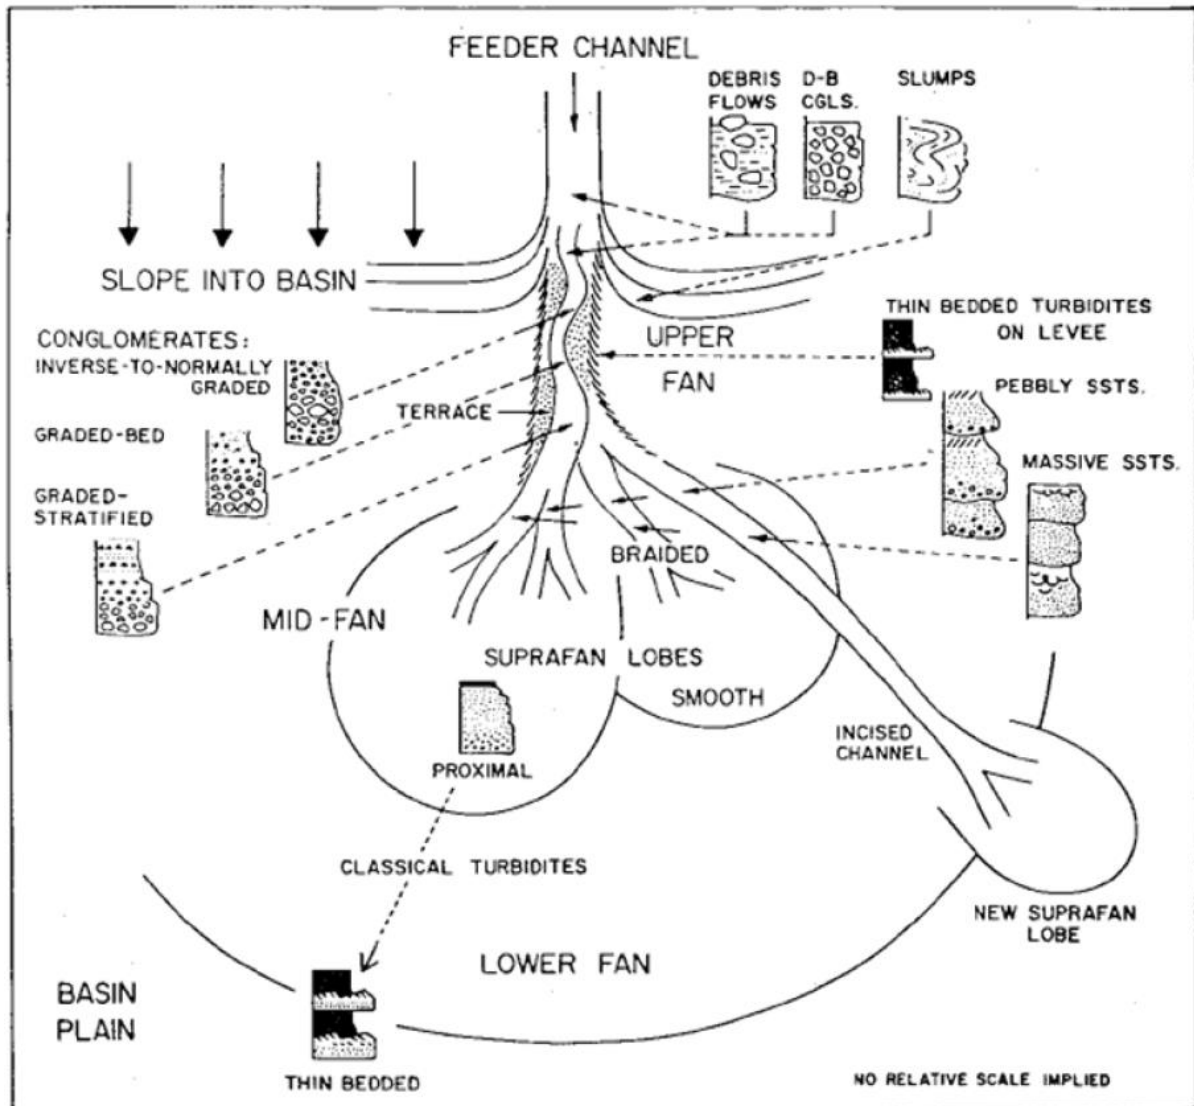 FEEDER CHANNEL
DEBRIS
FLOWS
D-B
CGLS.
SLUMPS
SLOPE INTO BASIN
CONGLOMERATES:
INVERSE-TO-NORMALLY
GRADED
GRADED-BED
GRADED-
STRATIFIED
TERRACE
UPPER
FAN
THIN BEDDED TURBIDITES
ON LEVEE
PEBBLY SSTS.
MASSIVE SSTS.
BRAIDED
MID-FAN
SUPRAFAN LOBES
SMOOTH
PROXIMAL
INCISED
CHANNEL
CLASSICAL TURBIDITES
NEW SUPRAFAN
LOBE
LOWER FAN
BASIN
PLAIN
THIN BEDDED
NO RELATIVE SCALE IMPLIED